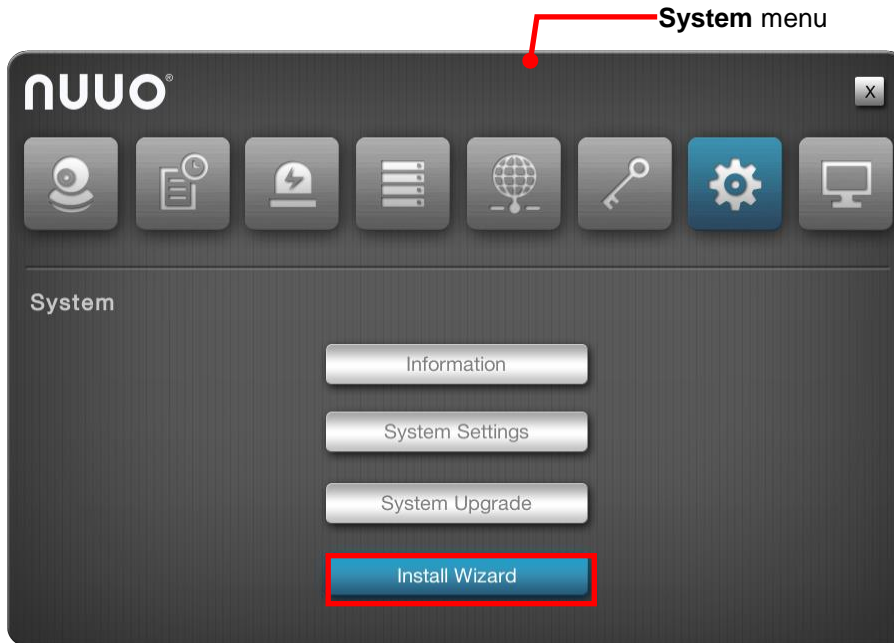 System menu
nuuo®
X
System
Information
System Settings
System Upgrade
Install Wizard